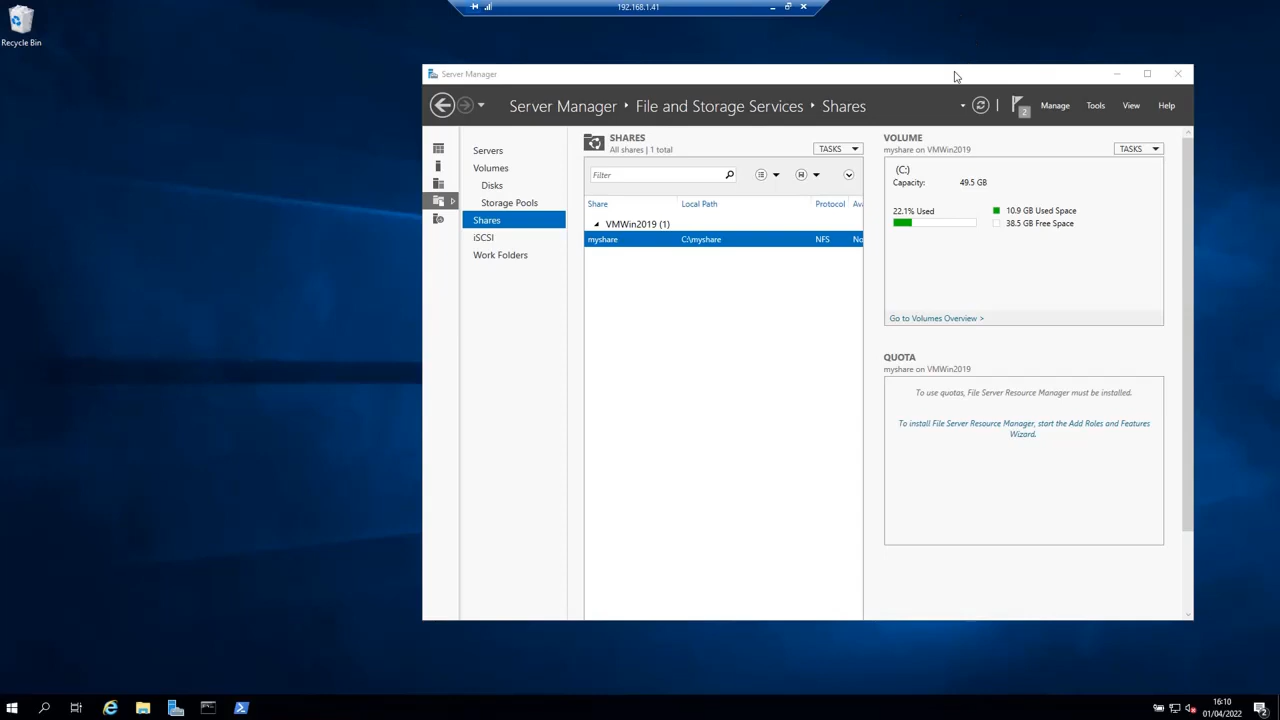 192.168.1.41
Recycle Bin
Server Manager
Server Manager
File and Storage Services
Shares
2
Manage
Tools
View
Help
Servers
Volumes
Disks
Storage Pools
Shares
iSCSI
Work Folders
SHARES
All shares | 1 total
TASKS
Filter
Share
Local Path
Protocol
Ava
VMWin2019 (1)
myshare
C:\myshare
NFS
No
VOLUME
myshare on VMWin2019
TASKS
(C:)
Capacity:
49.5 GB
22.1% Used
10.9 GB Used Space
38.5 GB Free Space
Go to Volumes Overview >
QUOTA
myshare on VMWin2019
To use quotas, File Server Resource Manager must be installed.
To install File Server Resource Manager, start the Add Roles and Features
Wizard.
16:10
01/04/2022
2